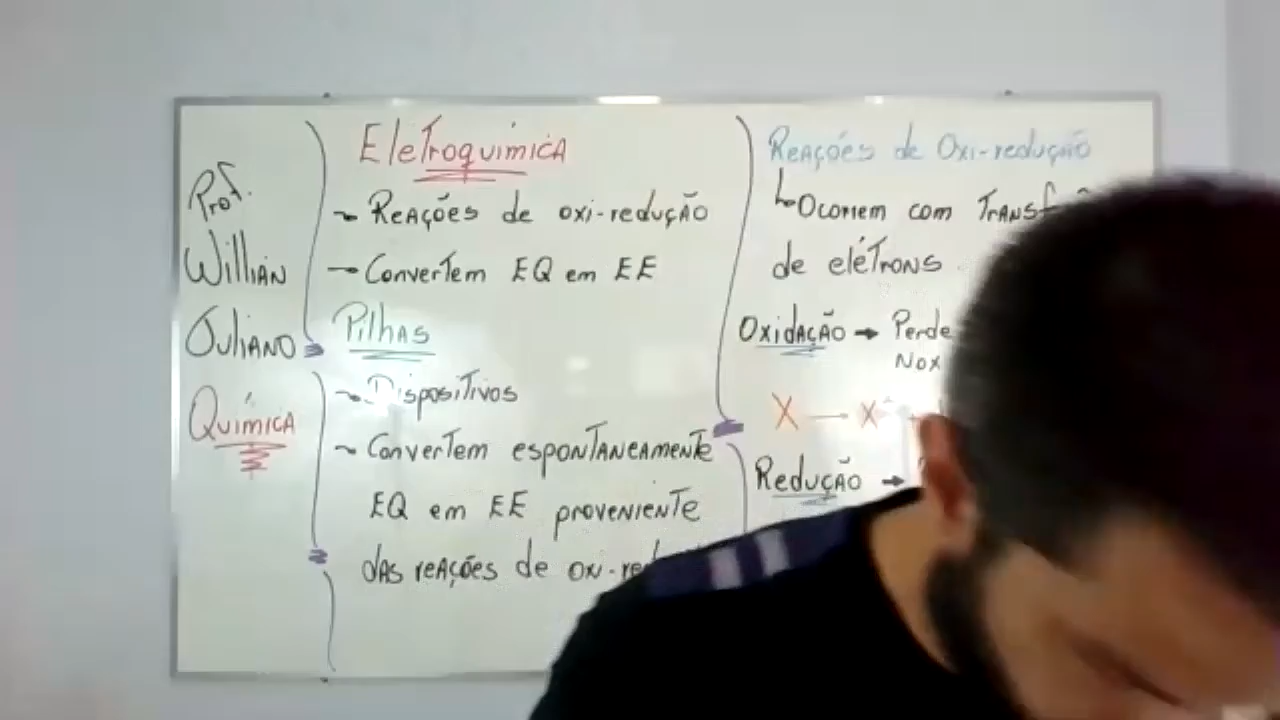 Prof.
Willian
Juliano
Química
Eletroquímica
Reações de oxi-redução
Convertem EQ em EE
Pilhas
Dispositivos
Convertem espontaneamente
EQ em EE proveniente
das reações de
Reações de Oxi-redução
Ocorrem com
de elétrons
Oxidação → Perde
Nox
X → X
Redução →